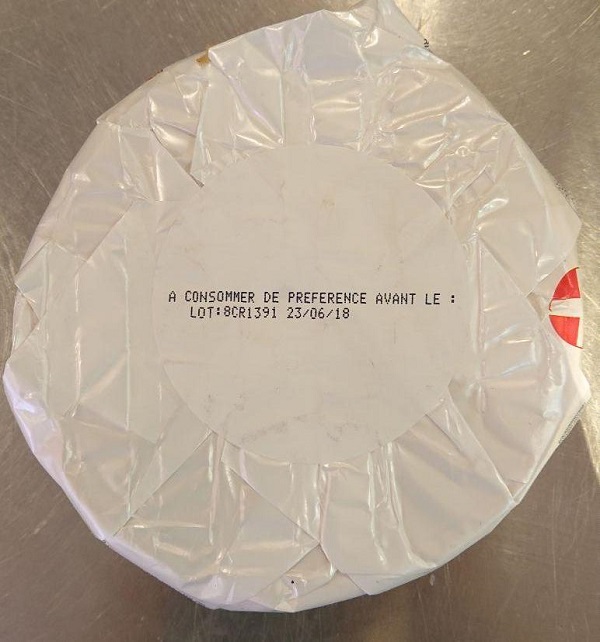 A CONSOMMER DE PREFERENCE AVANT LE :
LOT:8CR1391 23/06/18